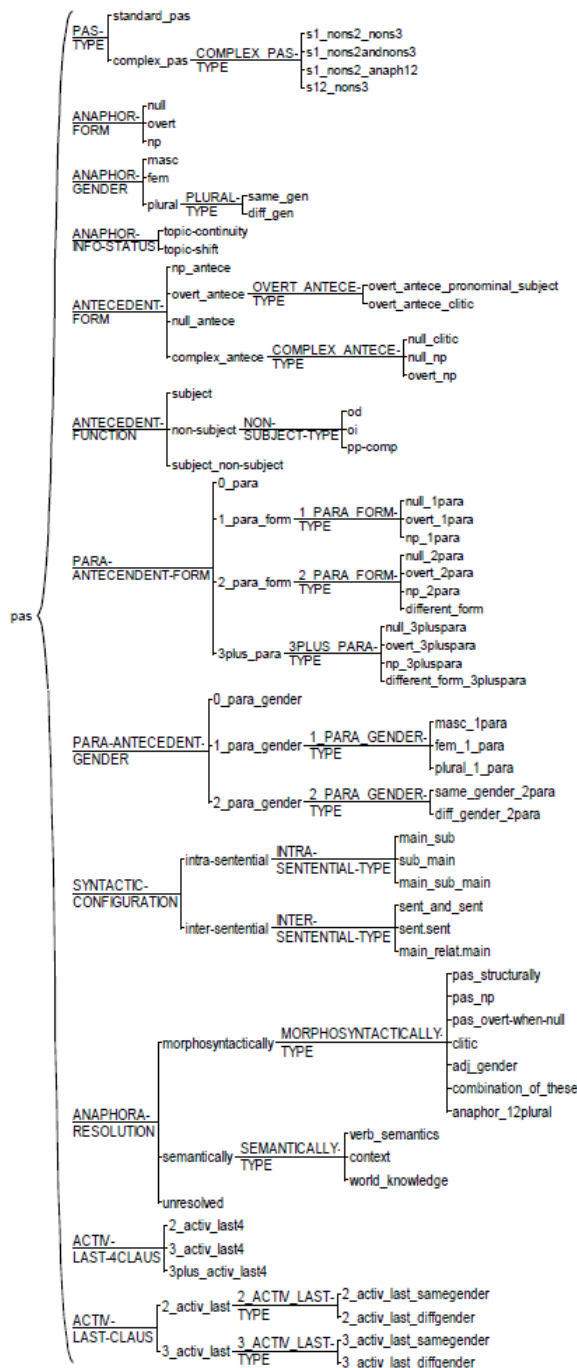 standard_pas
PAS-
TYPE
complex_pas
COMPLEX_PAS-
TYPE
s1_nons2_nons3
s1_nons2andnons3
s1_nons2_anaph12
s12_nons3
ANAPHOR-
FORM
null
overt
np
ANAPHOR-
GENDER
masc
fem
plural
PLURAL-
TYPE
same_gen
diff_gen
ANAPHOR-
INFO-STATUS
topic-continuity
topic-shift
ANTECEDENT-
FORM
np_antece
overt_antece
OVERT_ANTECE-
TYPE
overt_antece_pronominal_subject
overt_antece_clitic
null_antece
complex_antece
COMPLEX_ANTECE-
TYPE
null_clitic
null_np
overt_np
ANTECEDENT-
FUNCTION
subject
non-subject
NON-
SUBJECT-TYPE
od
oi
pp-comp
subject_non-subject
PARA-
ANTECENDENT-FORM
0_para
1_para_form
1_PARA_FORM-
TYPE
null_1para
overt_1para
np_1para
2_para_form
2_PARA_FORM-
TYPE
null_2para
overt_2para
np_2para
different_form
3plus_para
3PLUS_PARA-
TYPE
null_3pluspara
overt_3pluspara
np_3pluspara
different_form_3pluspara
pas
PARA-ANTECEDENT-
GENDER
0_para_gender
1_para_gender
1_PARA_GENDER-
TYPE
masc_1para
fem_1_para
plural_1_para
2_para_gender
2_PARA_GENDER-
TYPE
same_gender_2para
diff_gender_2para
SYNTACTIC-
CONFIGURATION
intra-sentential
INTRA-
SENTENTIAL-TYPE
main_sub
sub_main
main_sub_main
inter-sentential
INTER-
SENTENTIAL-TYPE
sent_and_sent
sent.sent
main_relat.main
ANAPHORA-
RESOLUTION
morphosyntactically
MORPHOSYNTACTICALLY-
TYPE
pas_structurally
pas_np
pas_overt-when-null
clitic
adj_gender
combination_of_these
anaphor_12plural
semantically
SEMANTICALLY-
TYPE
verb_semantics
context
world_knowledge
unresolved
ACTIV-
LAST-4CLAUS
2_activ_last4
3_activ_last4
3plus_activ_last4
ACTIV-
LAST-CLAUS
2_activ_last
2_ACTIV_LAST-
TYPE
2_activ_last_samegender
2_activ_last_diffgender
3_activ_last
3_ACTIV_LAST-
TYPE
3_activ_last_samegender
3_activ_last_diffgender